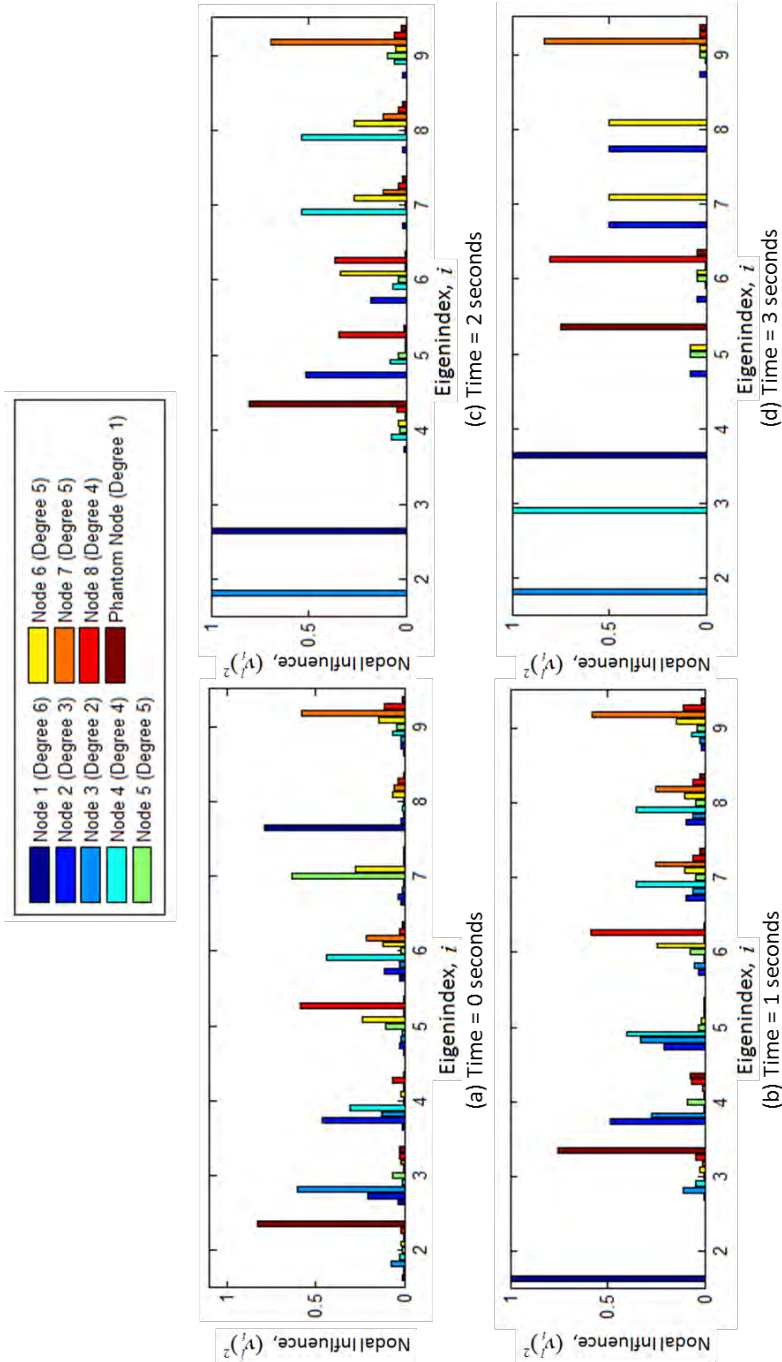 Node 1 (Degree 6)
Node 2 (Degree 3)
Node 3 (Degree 2)
Node 4 (Degree 4)
Node 5 (Degree 5)
Node 6 (Degree 5)
Node 7 (Degree 5)
Node 8 (Degree 4)
Phantom Node (Degree 1)
Nodal Influence, (v_i^j)^2
1
0.5
0
2 3 4 5 6 7 8 9
Eigenindex, i
(a) Time = 0 seconds
Nodal Influence, (v_i^j)^2
1
0.5
0
2 3 4 5 6 7 8 9
Eigenindex, i
(b) Time = 1 seconds
Nodal Influence, (v_i^j)^2
1
0.5
0
2 3 4 5 6 7 8 9
Eigenindex, i
(c) Time = 2 seconds
Nodal Influence, (v_i^j)^2
1
0.5
0
2 3 4 5 6 7 8 9
Eigenindex, i
(d) Time = 3 seconds